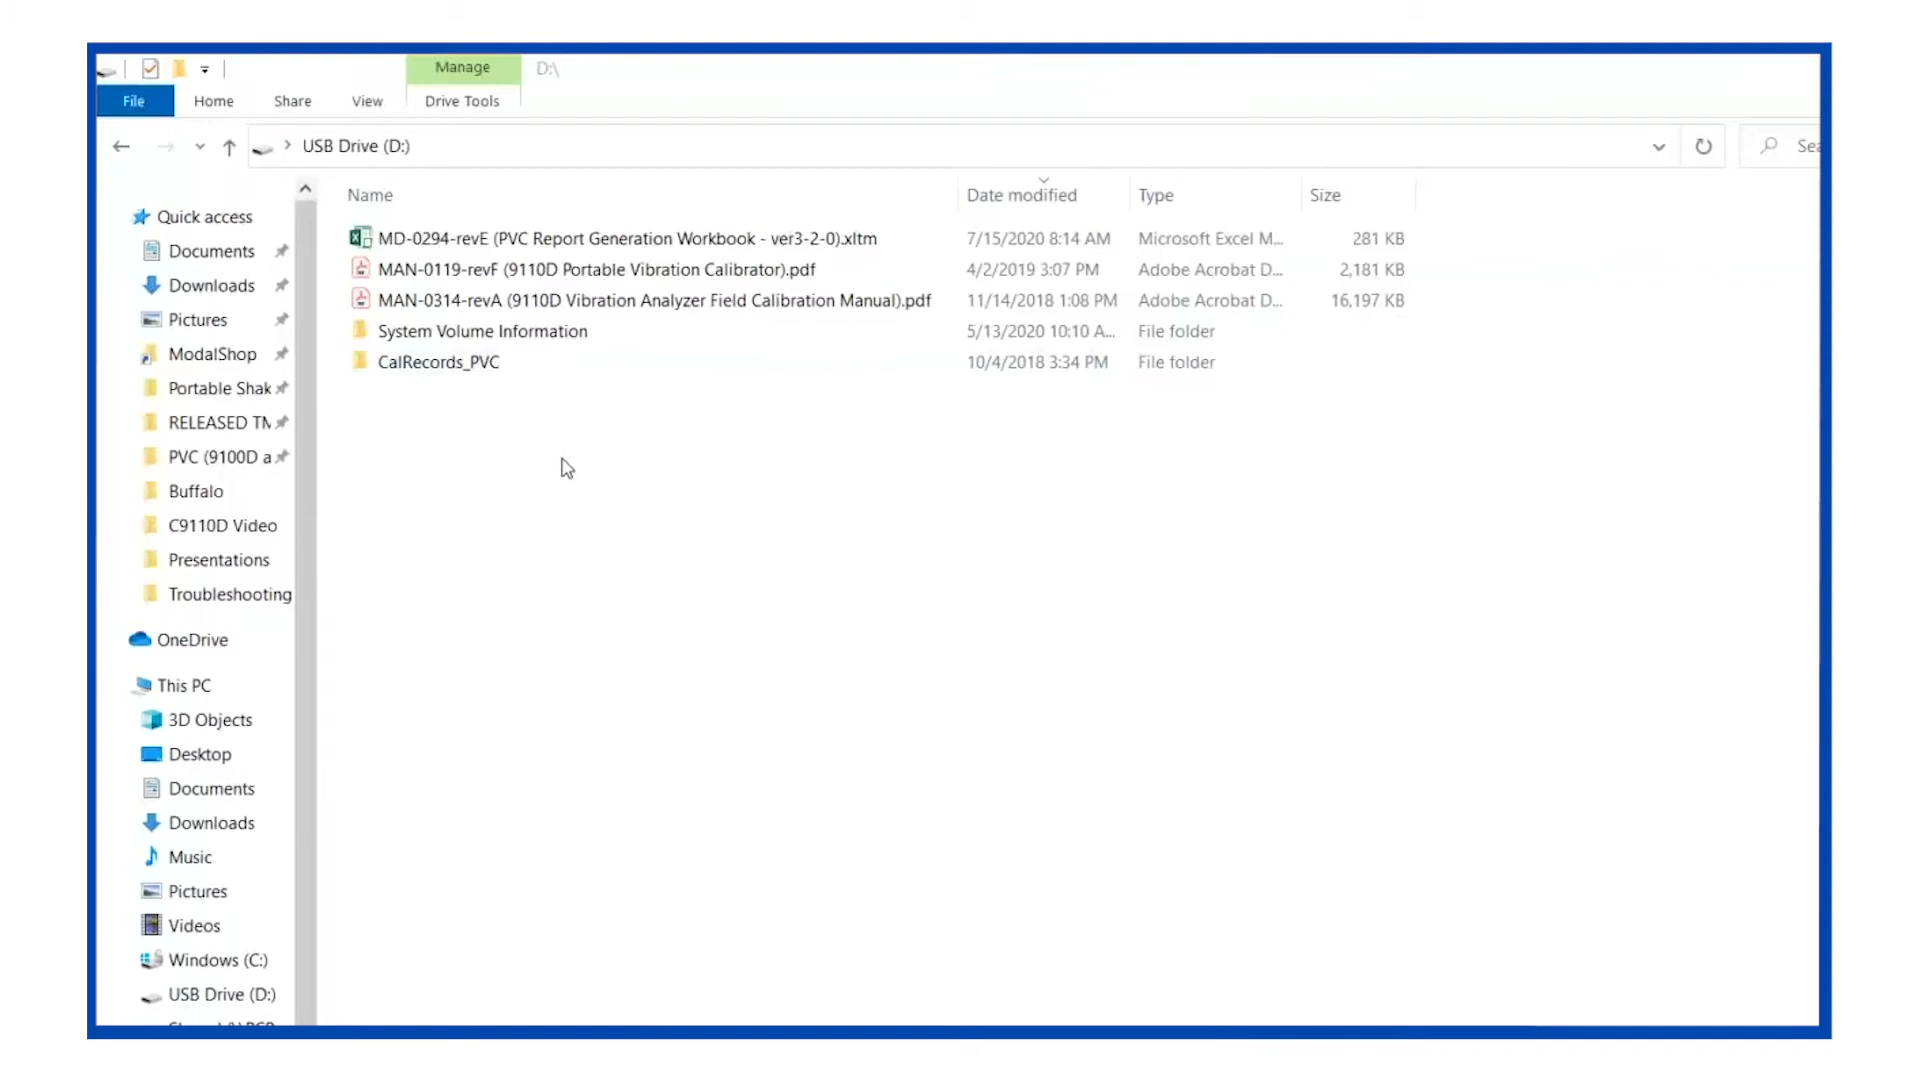 Manage D:\
File Home Share View Drive Tools
USB Drive (D:)
Name Date modified Type Size
Quick access
MD-0294-revE (PVC Report Generation Workbook - ver3-2-0).xltm 7/15/2020 8:14 AM Microsoft Excel M... 281 KB
Documents
MAN-0119-revF (9110D Portable Vibration Calibrator).pdf 4/2/2019 3:07 PM Adobe Acrobat D... 2,181 KB
Downloads
MAN-0314-revA (9110D Vibration Analyzer Field Calibration Manual).pdf 11/14/2018 1:08 PM Adobe Acrobat D... 16,197 KB
Pictures
System Volume Information 5/13/2020 10:10 A... File folder
ModalShop
CalRecords_PVC 10/4/2018 3:34 PM File folder
Portable Shak
RELEASED TM
PVC (9100D a
Buffalo
C9110D Video
Presentations
Troubleshooting
OneDrive
This PC
3D Objects
Desktop
Documents
Downloads
Music
Pictures
Videos
Windows (C:)
USB Drive (D:)